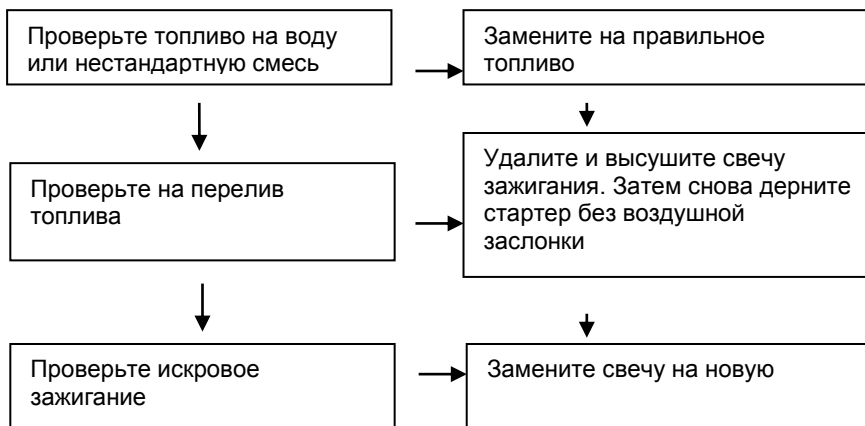 Проверьте топливо на воду
или нестандартную смесь
Замените на правильное
топливо
Проверьте на перелив
топлива
Удалите и высушите свечу
зажигания. Затем снова дерните
стартер без воздушной
заслонки
Проверьте искровое
зажигание
Замените свечу на новую